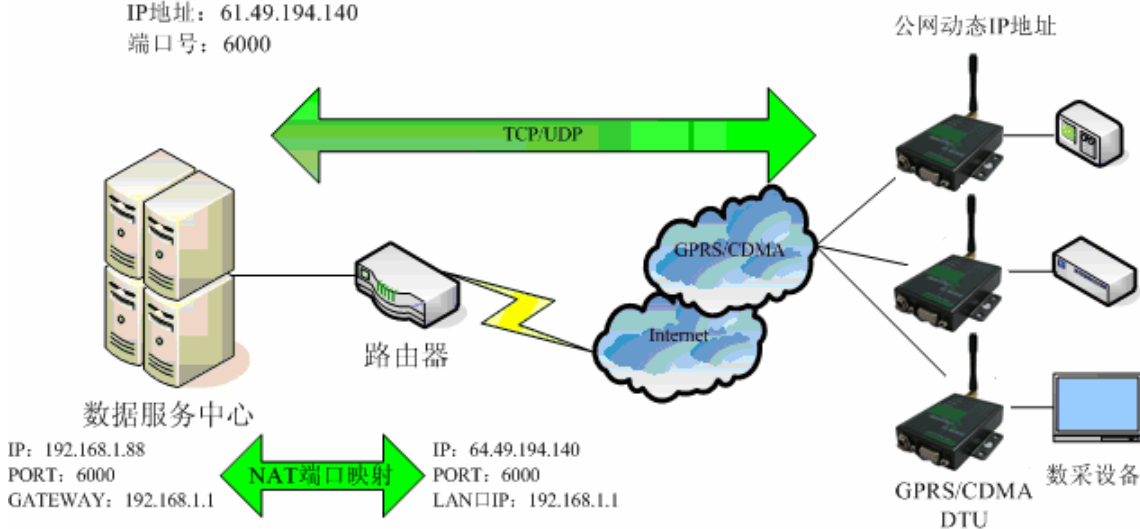 IP地址：61.49.194.140
端口号：6000
公网动态IP地址
TCP/UDP
GPRS/CDMA
Internet
路由器
数据服务中心
IP：192.168.1.88
PORT：6000
GATEWAY：192.168.1.1
NAT端口映射
IP：64.49.194.140
PORT：6000
LAN口IP：192.168.1.1
GPRS/CDMA
DTU
数采设备